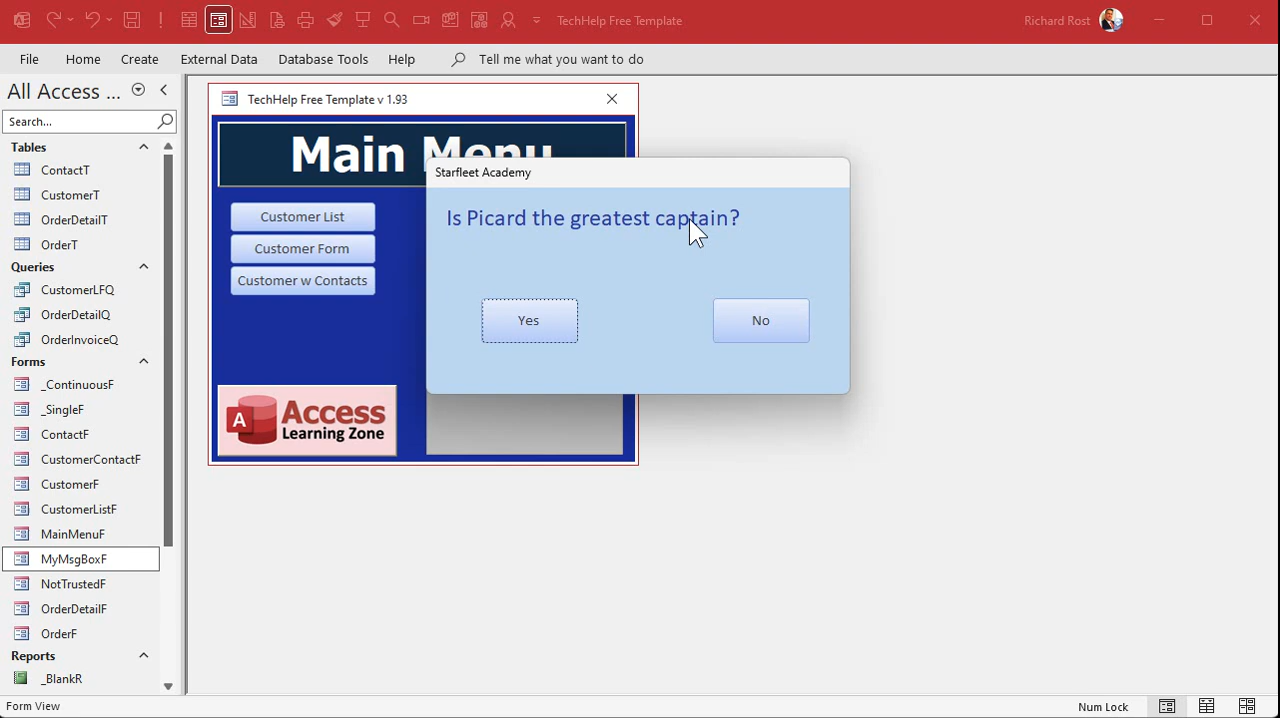 TechHelp Free Template
Richard Rost
File Home Create External Data Database Tools Help Tell me what you want to do
All Access ...
Search...
Tables
ContactT
CustomerT
OrderDetailT
OrderT
Queries
CustomerLFQ
OrderDetailQ
OrderInvoiceQ
Forms
_ContinuousF
_SingleF
ContactF
CustomerContactF
CustomerF
CustomerListF
MainMenuF
MyMsgBoxF
NotTrustedF
OrderDetailF
OrderF
Reports
_BlankR
TechHelp Free Template v 1.93
Main Menu
Customer List
Customer Form
Customer w Contacts
A Access
Learning Zone
Starfleet Academy
Is Picard the greatest captain?
Yes No
Form View
Num Lock